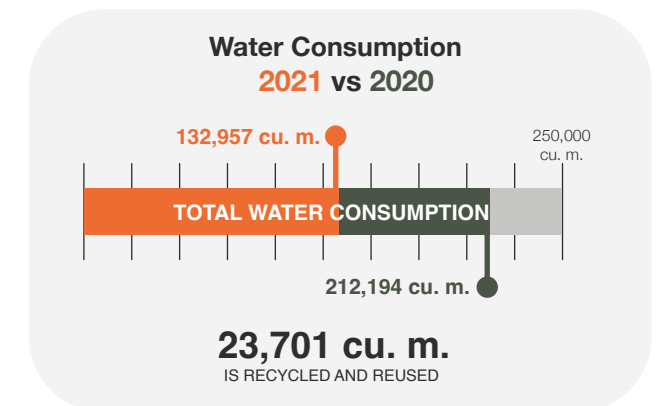 Water Consumption
2021 vs 2020
132,957 cu. m.
250,000
cu. m.
TOTAL WATER CONSUMPTION
212,194 cu. m.
23,701 cu. m.
IS RECYCLED AND REUSED